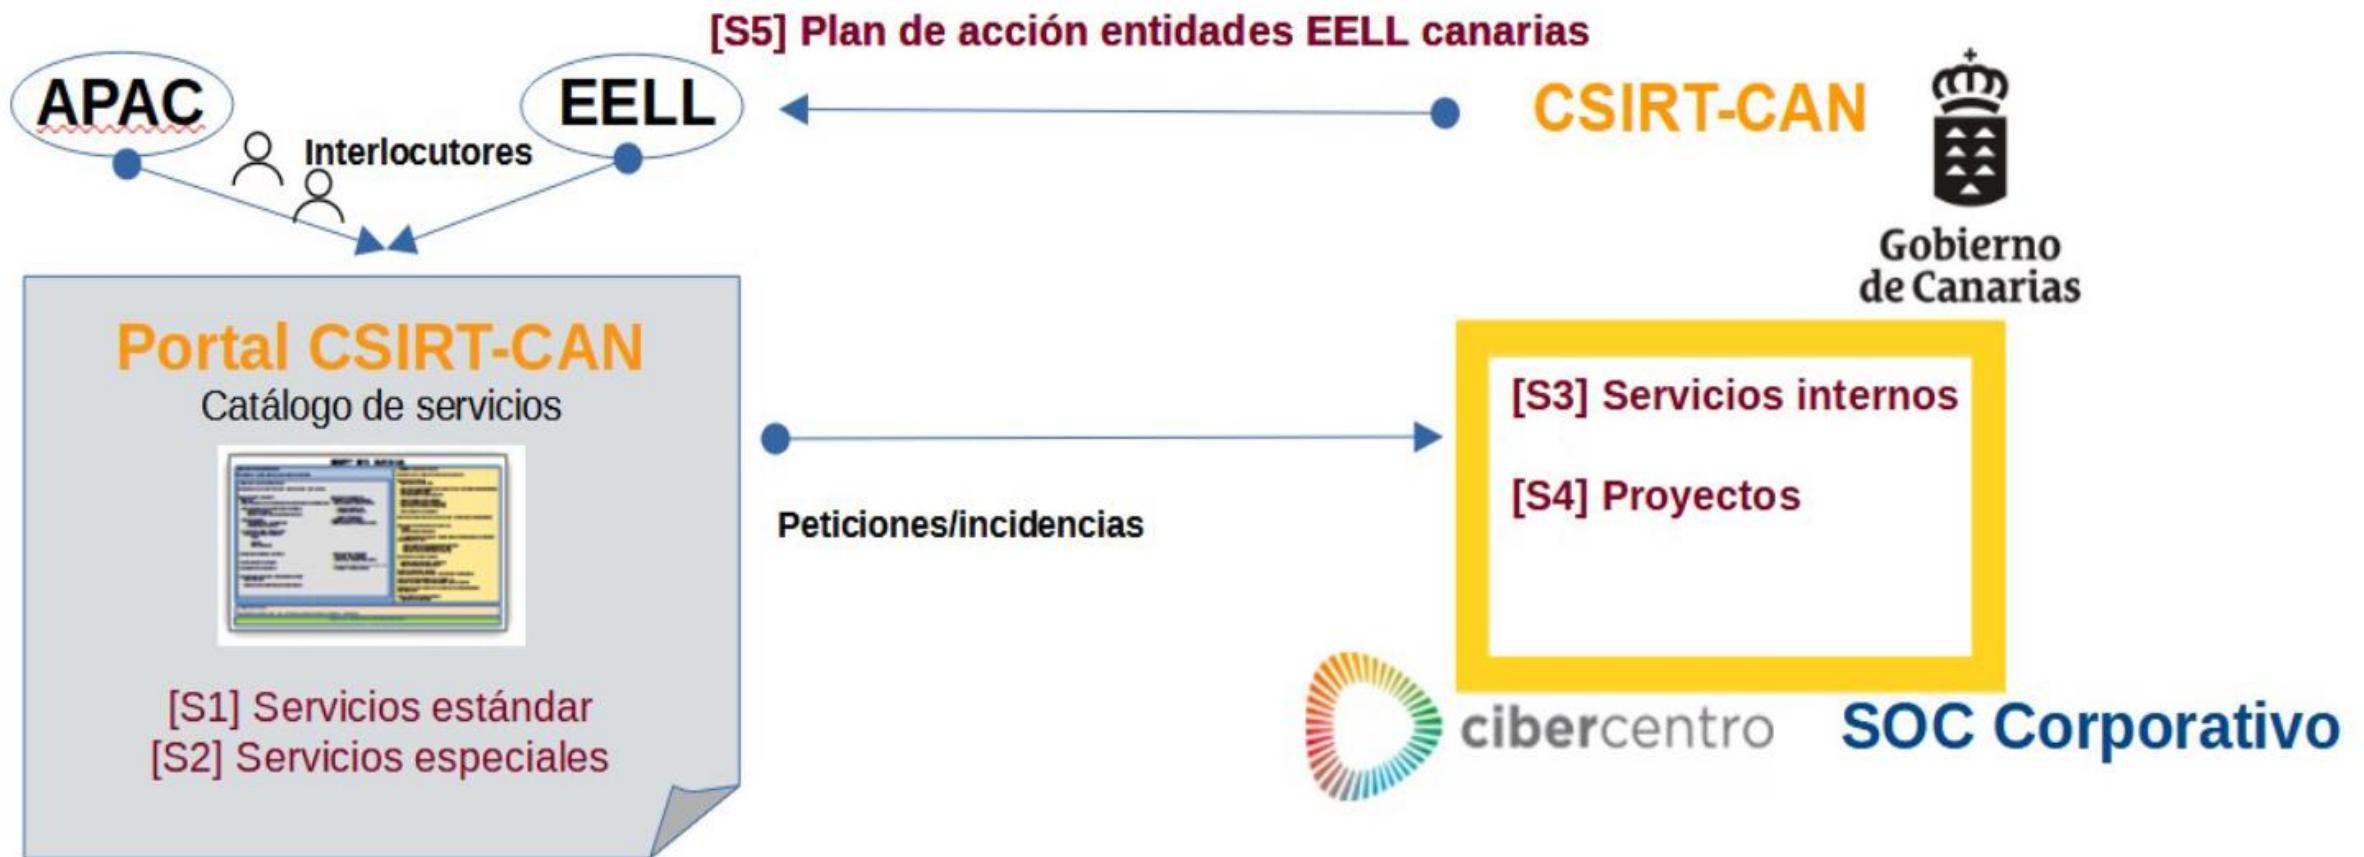 [S5] Plan de acción entidades EELL canarias
APAC
EELL
Interlocutores
CSIRT-CAN
Gobierno
de Canarias
Portal CSIRT-CAN
Catálogo de servicios
[S1] Servicios estándar
[S2] Servicios especiales
Peticiones/incidencias
[S3] Servicios internos
[S4] Proyectos
cibercentro
SOC Corporativo